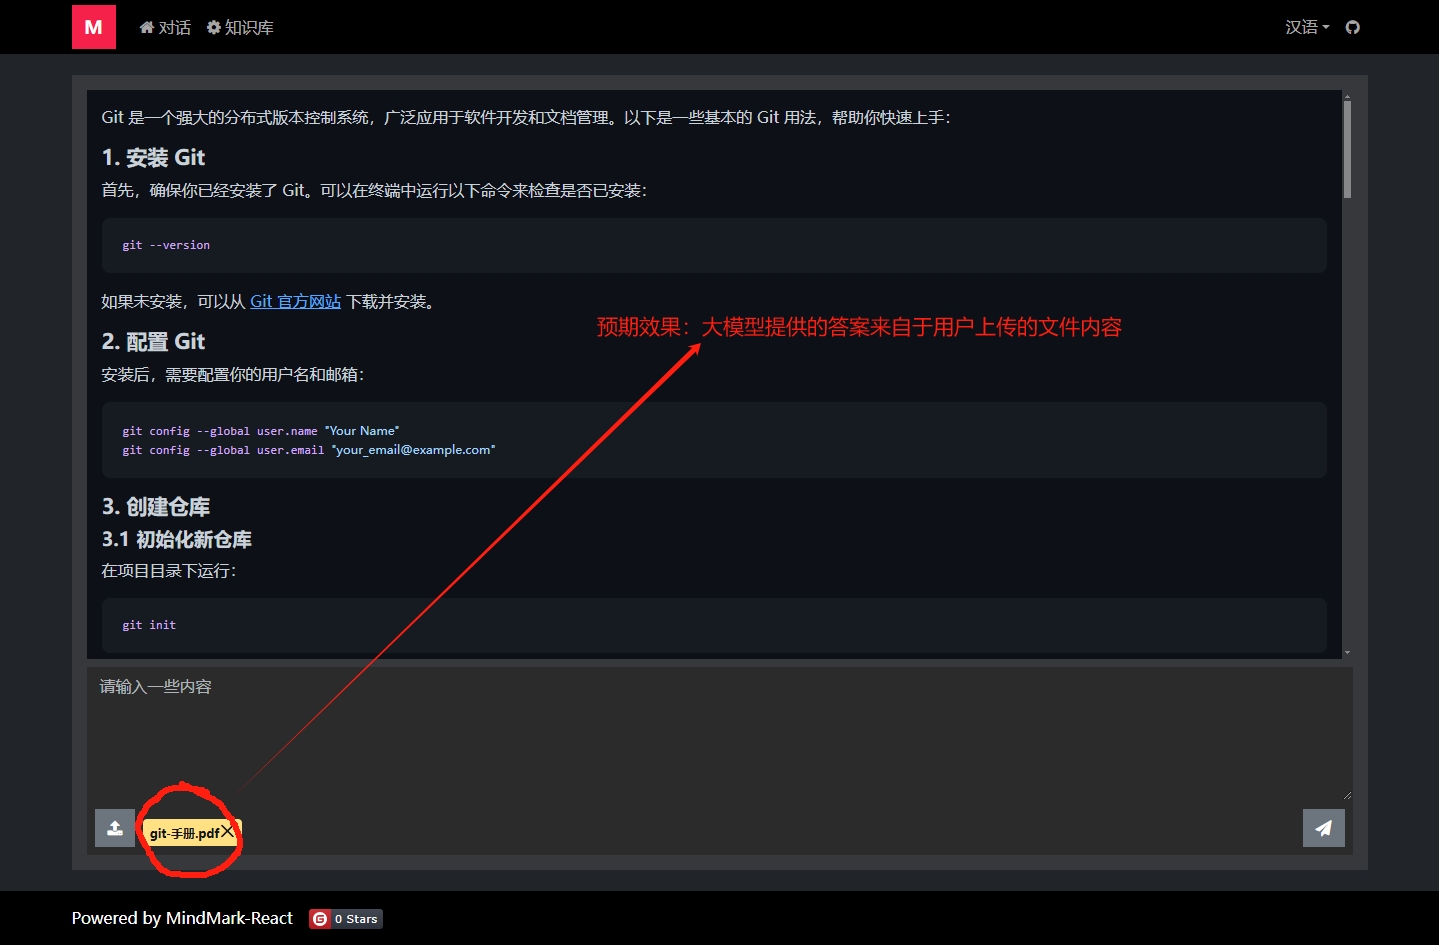 M 对话 知识库 汉语
Git 是一个强大的分布式版本控制系统，广泛应用于软件开发和文档管理。以下是一些基本的 Git 用法，帮助你快速上手：
1. 安装 Git
首先，确保你已经安装了 Git。可以在终端中运行以下命令来检查是否已安装：
git --version
如果未安装，可以从 Git 官方网站 下载并安装。
预期效果：大模型提供的答案来自于用户上传的文件内容
2. 配置 Git
安装后，需要配置你的用户名和邮箱：
git config --global user.name "Your Name"
git config --global user.email "your_email@example.com"
3. 创建仓库
3.1 初始化新仓库
在项目目录下运行：
git init
请输入一些内容
git-手册.pdf
Powered by MindMark-React G 0 Stars